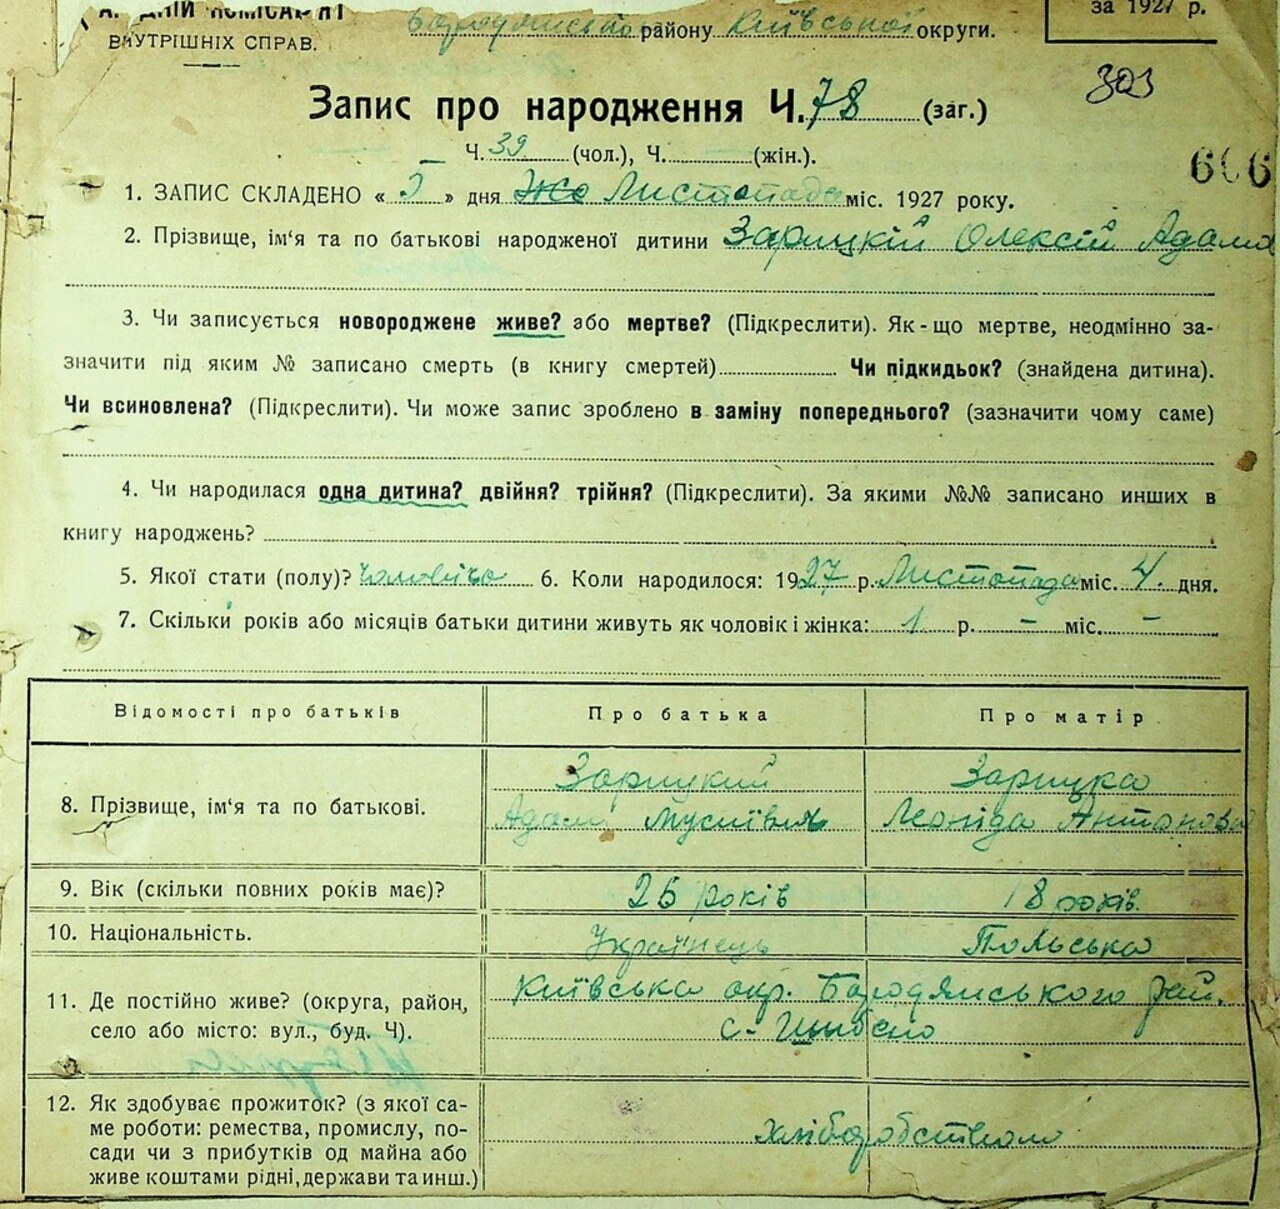 НАРОДНІЙ КОМІСАРІЯТ
ВНУТРІШНІХ СПРАВ.
району Київської округи.
за 1927 р.
Запис про народження Ч. 78 (заг.)
303
Ч. 39 (чол.), Ч. — (жін.).
606
1. ЗАПИС СКЛАДЕНО « 5 » дня Листопада міс. 1927 року.
2. Прізвище, ім'я та по батькові народженої дитини Зарицкій Олексій Адамо
3. Чи записується новороджене живе? або мертве? (Підкреслити). Як-що мертве, неодмінно за-
значити під яким № записано смерть (в книгу смертей) Чи підкидьок? (знайдена дитина).
Чи всиновлена? (Підкреслити). Чи може запис зроблено в заміну попереднього? (зазначити чому саме)
4. Чи народилася одна дитина? двійня? трійня? (Підкреслити). За якими №№ записано инших в
книгу народжень?
5. Якої стати (полу)? Чоловіча 6. Коли народилося: 1927 р. Листопада міс. 4. дня.
7. Скільки років або місяців батьки дитини живуть як чоловік і жінка: 1 р. — міс. —
Відомості про батьків Про батька Про матір
8. Прізвище, ім'я та по батькові. Зарицкий Зарицка
Адам Мусиївич Леоніда Антонова
9. Вік (скільки повних років має)? 26 років 18 років.
10. Національність. Українець Польська
11. Де постійно живе? (округа, район, Київська окр. Бородянського рай.
село або місто: вул., буд. Ч). с-
12. Як здобуває прожиток? (з якої са-
ме роботи: ремества, промислу, по- Хліборобством
сади чи з прибутків од майна або
живе коштами рідні, держави та инш.)